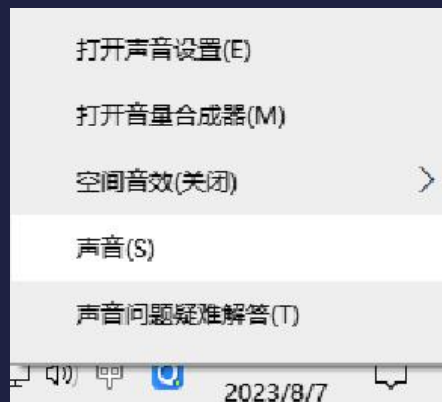 打开声音设置(E)
打开音量合成器(M)
空间音效(关闭)
声音(S)
声音问题疑难解答(T)
中
2023/8/7